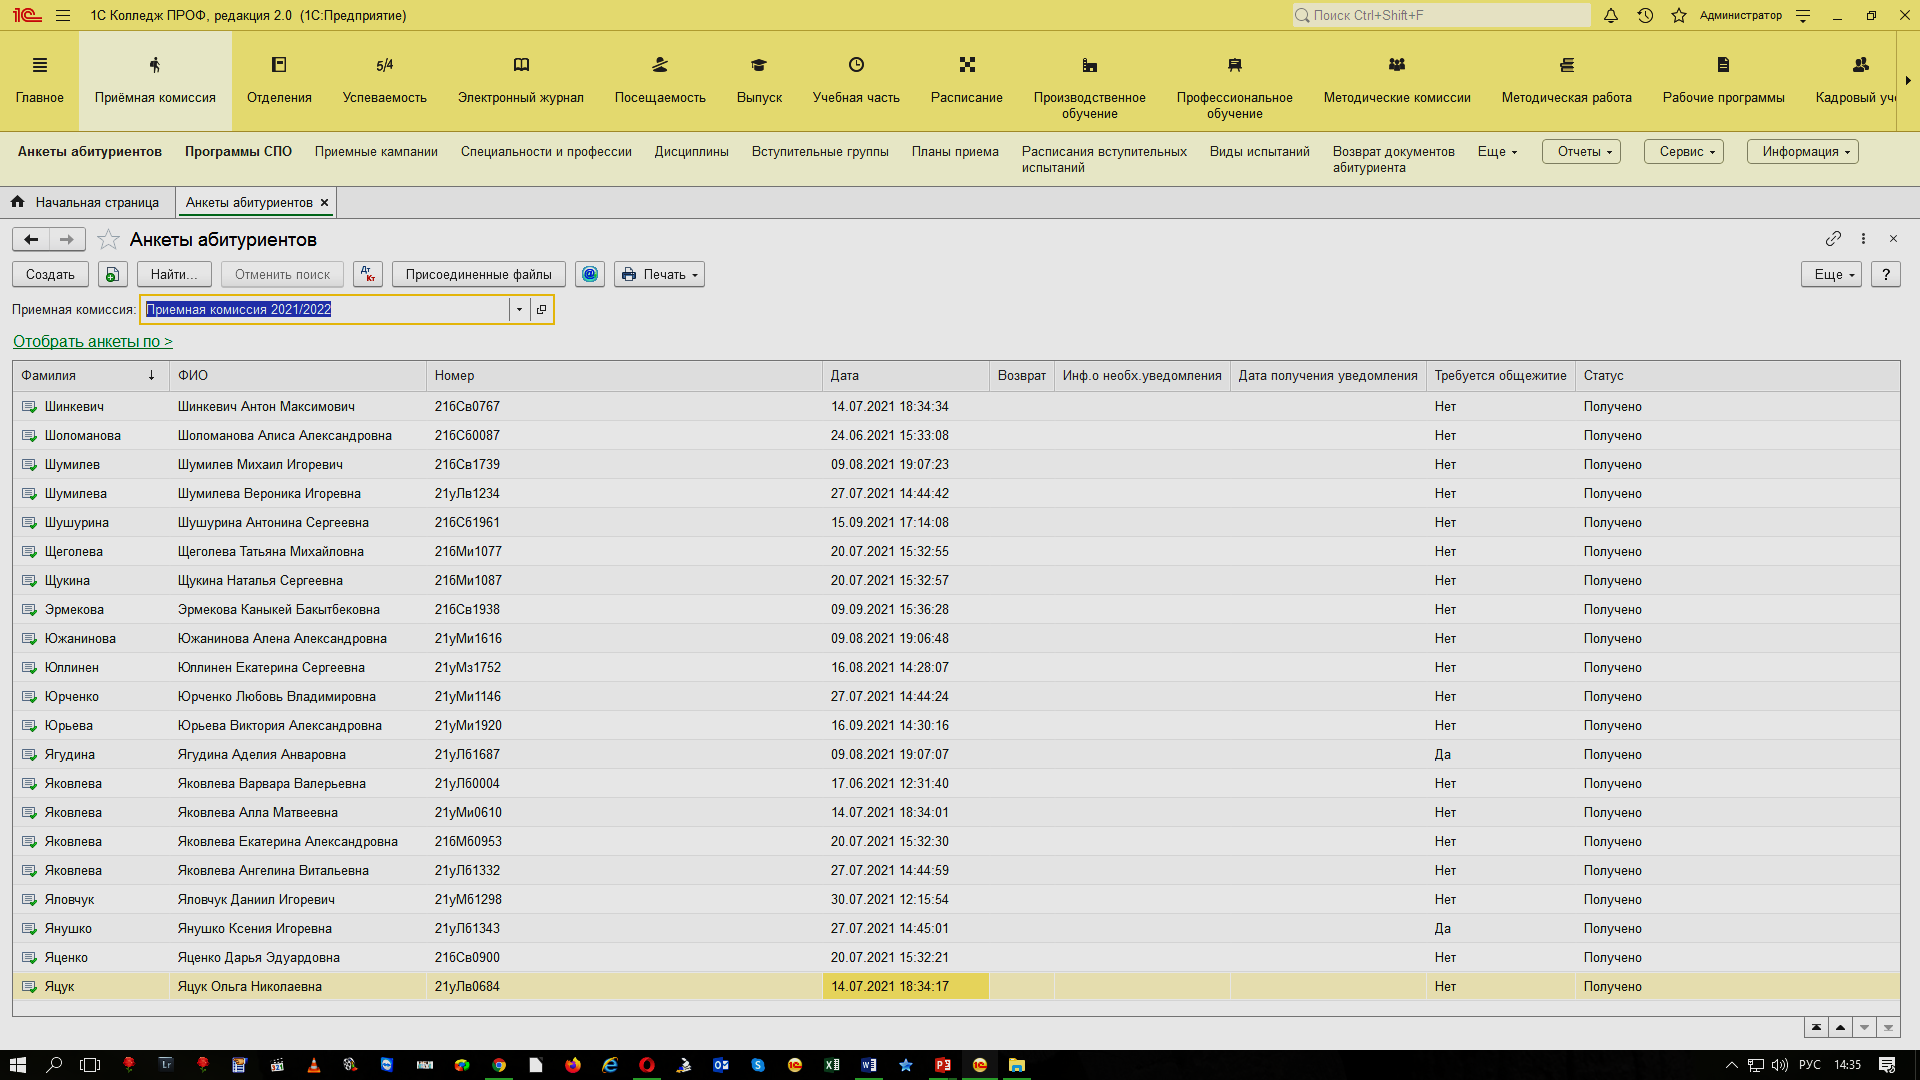 1С Колледж ПРОФ, редакция 2.0 (1С:Предприятие)
Поиск Ctrl+Shift+F
Администратор
Главное
Приёмная комиссия
Отделения
5/4
Успеваемость
Электронный журнал
Посещаемость
Выпуск
Учебная часть
Расписание
Производственное
обучение
Профессиональное
обучение
Методические комиссии
Методическая работа
Рабочие программы
Кадровый уч
Анкеты абитуриентов
Программы СПО
Приемные кампании
Специальности и профессии
Дисциплины
Вступительные группы
Планы приема
Расписания вступительных
испытаний
Виды испытаний
Возврат документов
абитуриента
Еще
Отчеты
Сервис
Информация
Начальная страница
Анкеты абитуриентов
Анкеты абитуриентов
Создать
Найти...
Отменить поиск
Дт
Кт
Присоединенные файлы
Печать
Еще
?
Приемная комиссия: Приемная комиссия 2021/2022
Отобрать анкеты по >
Фамилия ФИО Номер Дата Возврат Инф.о необх.уведомления Дата получения уведомления Требуется общежитие Статус
Шинкевич Шинкевич Антон Максимович 21бСв0767 14.07.2021 18:34:34 Нет Получено
Шоломанова Шоломанова Алиса Александровна 21бСб0087 24.06.2021 15:33:08 Нет Получено
Шумилев Шумилев Михаил Игоревич 21бСв1739 09.08.2021 19:07:23 Нет Получено
Шумилева Шумилева Вероника Игоревна 21уЛв1234 27.07.2021 14:44:42 Нет Получено
Шушурина Шушурина Антонина Сергеевна 21бСб1961 15.09.2021 17:14:08 Нет Получено
Щеголева Щеголева Татьяна Михайловна 21бМи1077 20.07.2021 15:32:55 Нет Получено
Щукина Щукина Наталья Сергеевна 21бМи1087 20.07.2021 15:32:57 Нет Получено
Эрмекова Эрмекова Каныкей Бакытбековна 21бСв1938 09.09.2021 15:36:28 Нет Получено
Южанинова Южанинова Алена Александровна 21уМи1616 09.08.2021 19:06:48 Нет Получено
Юллинен Юллинен Екатерина Сергеевна 21уМз1752 16.08.2021 14:28:07 Нет Получено
Юрченко Юрченко Любовь Владимировна 21уМи1146 27.07.2021 14:44:24 Нет Получено
Юрьева Юрьева Виктория Александровна 21уМи1920 16.09.2021 14:30:16 Нет Получено
Ягудина Ягудина Аделия Анваровна 21уЛб1687 09.08.2021 19:07:07 Да Получено
Яковлева Яковлева Варвара Валерьевна 21уЛб0004 17.06.2021 12:31:40 Нет Получено
Яковлева Яковлева Алла Матвеевна 21уМи0610 14.07.2021 18:34:01 Нет Получено
Яковлева Яковлева Екатерина Александровна 21бМб0953 20.07.2021 15:32:30 Нет Получено
Яковлева Яковлева Ангелина Витальевна 21уЛб1332 27.07.2021 14:44:59 Нет Получено
Яловчук Яловчук Даниил Игоревич 21уМб1298 30.07.2021 12:15:54 Нет Получено
Янушко Янушко Ксения Игоревна 21уЛб1343 27.07.2021 14:45:01 Да Получено
Яценко Яценко Дарья Эдуардовна 21бСв0900 20.07.2021 15:32:21 Нет Получено
Яцук Яцук Ольга Николаевна 21уЛв0684 14.07.2021 18:34:17 Нет Получено
РУС 14:35